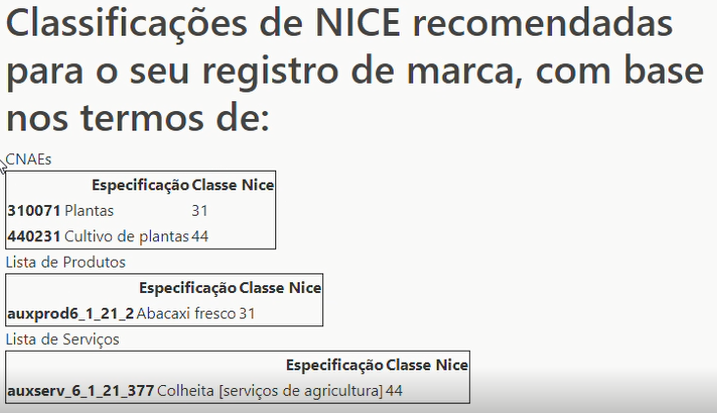 Classificações de NICE recomendadas
para o seu registro de marca, com base
nos termos de:
CNAEs
Especificação Classe Nice
310071 Plantas 31
440231 Cultivo de plantas 44
Lista de Produtos
Especificação Classe Nice
auxprod6_1_21_2 Abacaxi fresco 31
Lista de Serviços
Especificação Classe Nice
auxserv_6_1_21_377 Colheita [serviços de agricultura] 44